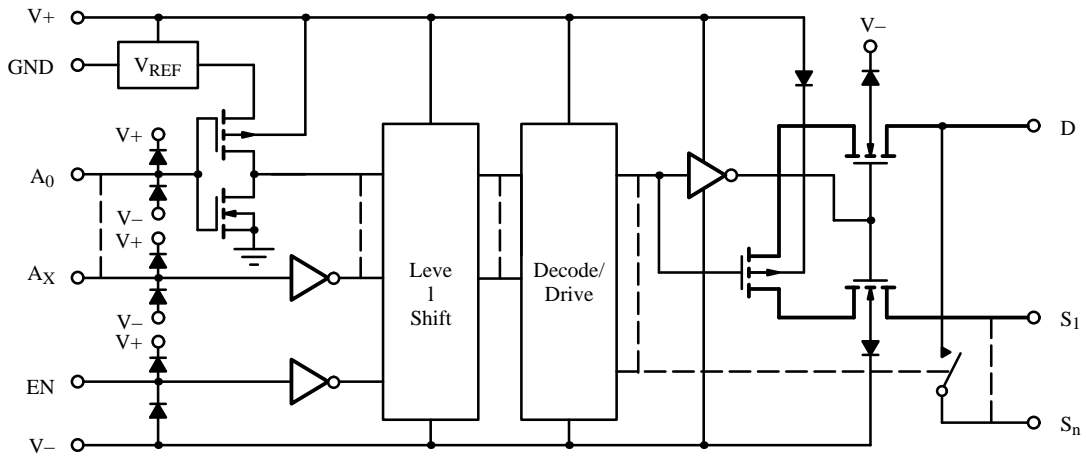 V+
GND
VREF
V–
D
V+
A0
V–
V+
AX
V–
V+
EN
V–
Leve
l
Shift
Decode/
Drive
S1
Sn